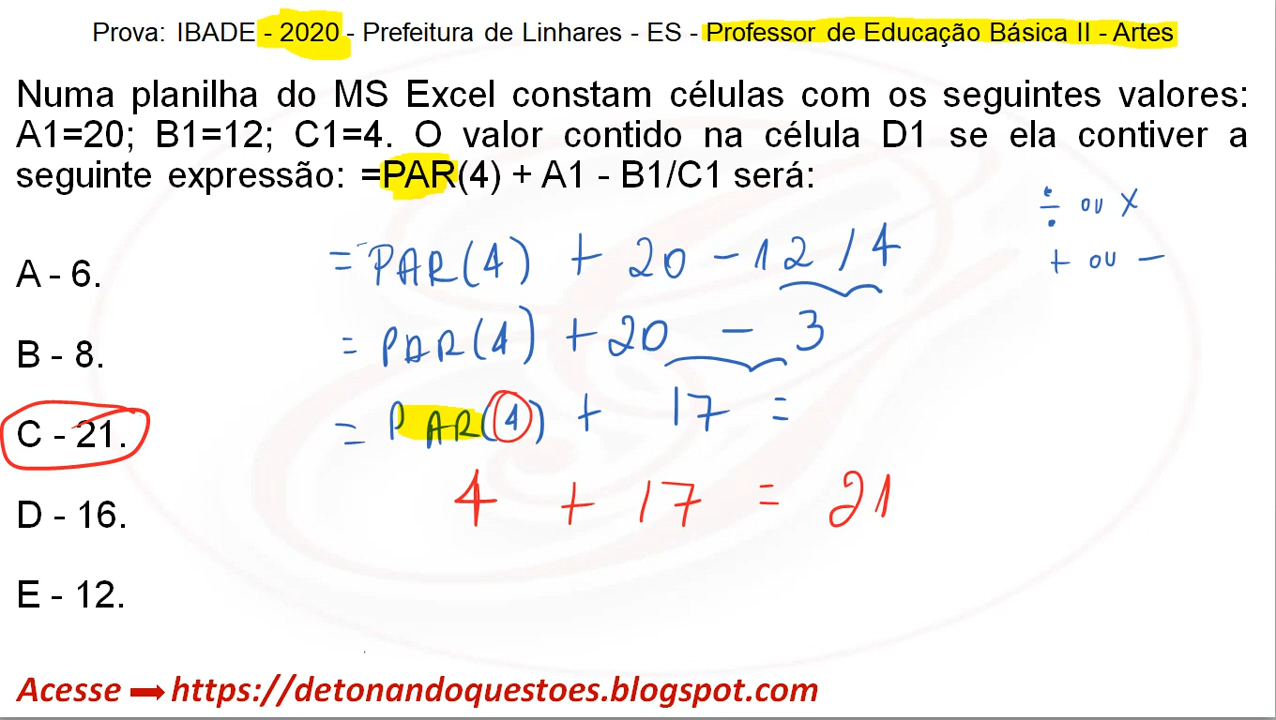 Prova: IBADE - 2020 - Prefeitura de Linhares - ES - Professor de Educação Básica II - Artes
Numa planilha do MS Excel constam células com os seguintes valores:
A1=20; B1=12; C1=4. O valor contido na célula D1 se ela contiver a
seguinte expressão: =PAR(4) + A1 - B1/C1 será:
÷ ou X
+ ou -
A - 6.
= PAR(4) + 20 - 12 / 4
B - 8.
= PAR(4) + 20 - 3
C - 21.
= PAR(4) + 17 =
4 + 17 = 21
D - 16.
E - 12.
Acesse ➡ https://detonandoquestoes.blogspot.com